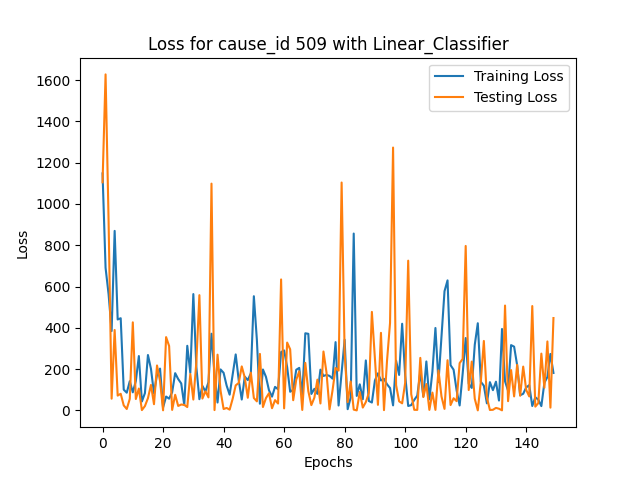 Loss for cause_id 509 with Linear_Classifier
Training Loss
Testing Loss
Loss
1600
1400
1200
1000
800
600
400
200
0
0 20 40 60 80 100 120 140
Epochs